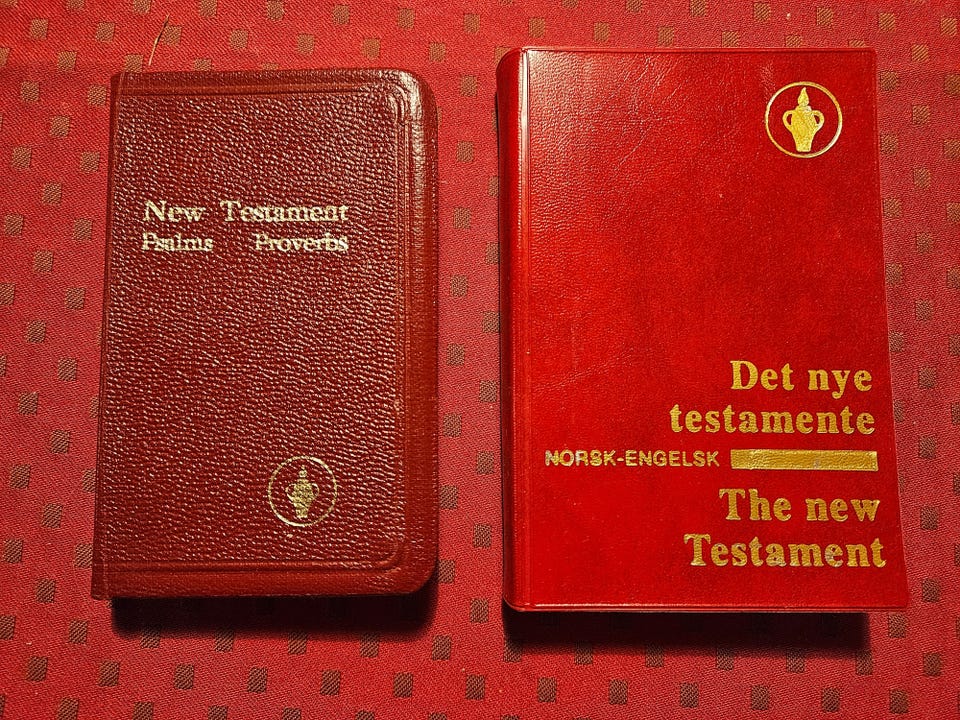 New Testament
Psalms Proverbs
Det nye
testamente
NORSK-ENGELSK
The new
Testament